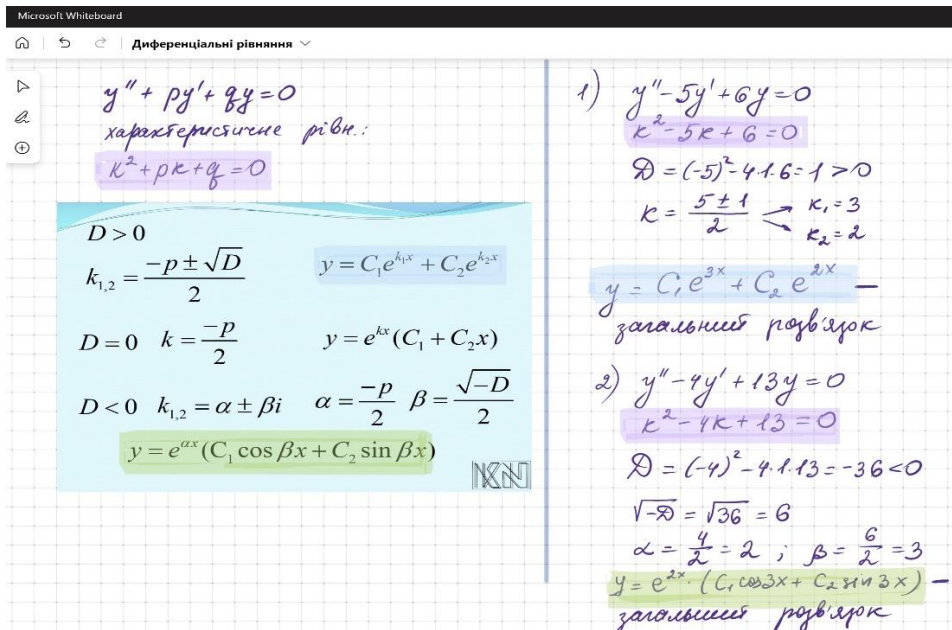 Microsoft Whiteboard
Диференціальні рівняння
y'' + py' + qy = 0
характеристичне рівн.:
k² + pk + q = 0
D > 0
k₁,₂ = (-p ± √D)/2
y = C₁e^(k₁x) + C₂e^(k₂x)
D = 0 k = -p/2 y = e^(kx)(C₁ + C₂x)
D < 0 k₁,₂ = α ± βi α = -p/2 β = √(-D)/2
y = e^(αx)(C₁ cos βx + C₂ sin βx)
KN
1) y'' - 5y' + 6y = 0
k² - 5k + 6 = 0
D = (-5)² - 4·1·6 = 1 > 0
k = (5 ± 1)/2 → k₁ = 3
→ k₂ = 2
y = C₁e^(3x) + C₂e^(2x) —
загальний розв'язок
2) y'' - 4y' + 13y = 0
k² - 4k + 13 = 0
D = (-4)² - 4·1·13 = -36 < 0
√-D = √36 = 6
α = 4/2 = 2 ; β = 6/2 = 3
y = e^(2x)·(C₁ cos3x + C₂ sin3x) —
загальний розв'язок